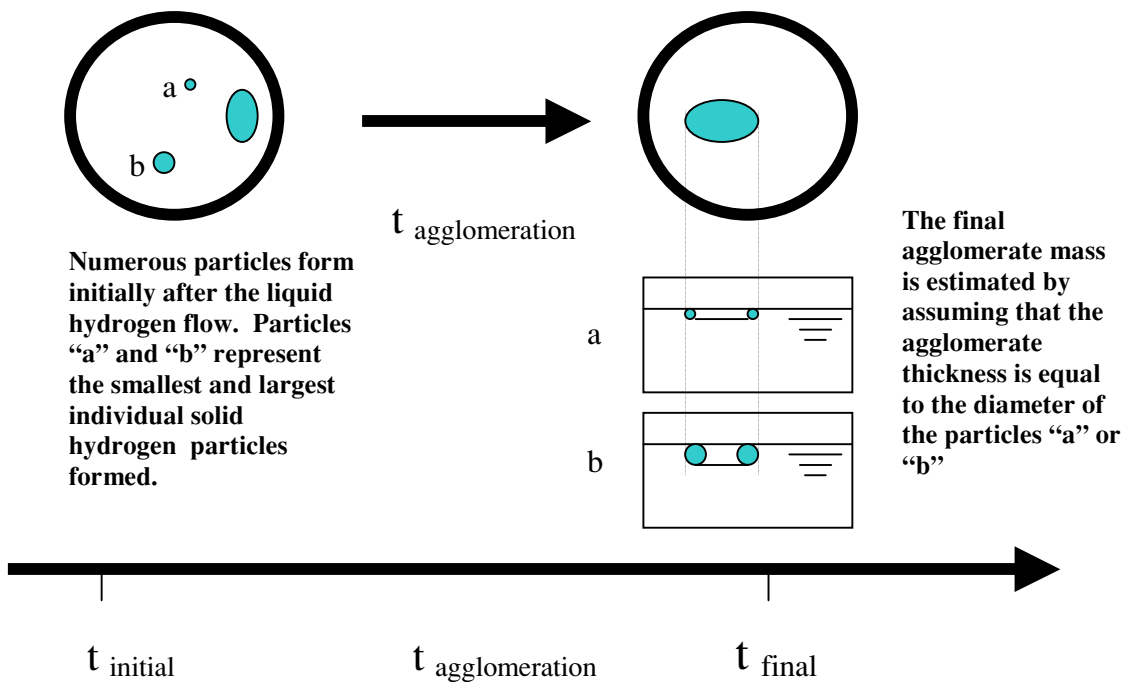 a
b
t agglomeration
Numerous particles form
initially after the liquid
hydrogen flow.  Particles
“a” and “b” represent
the smallest and largest
individual solid
hydrogen  particles
formed.
a
b
The final
agglomerate mass
is estimated by
assuming that the
agglomerate
thickness is equal
to the diameter of
the particles “a” or
“b”
t initial
t agglomeration
t final